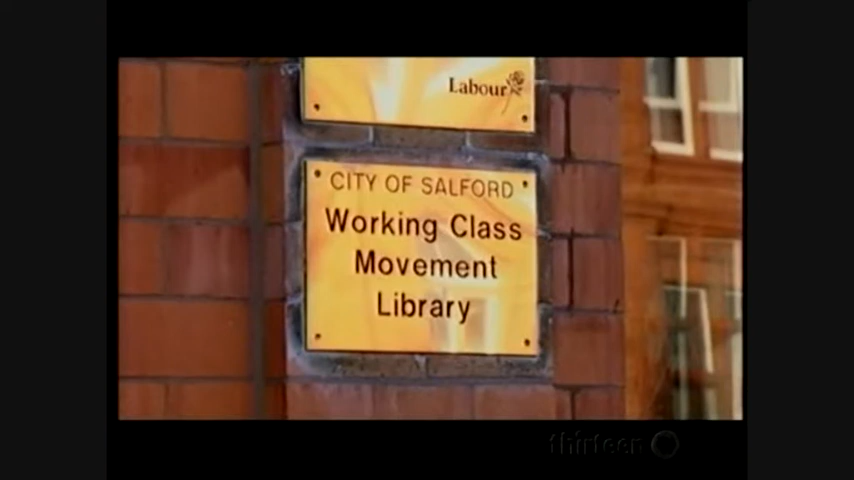 Labour
CITY OF SALFORD
Working Class
Movement
Library
thirteen